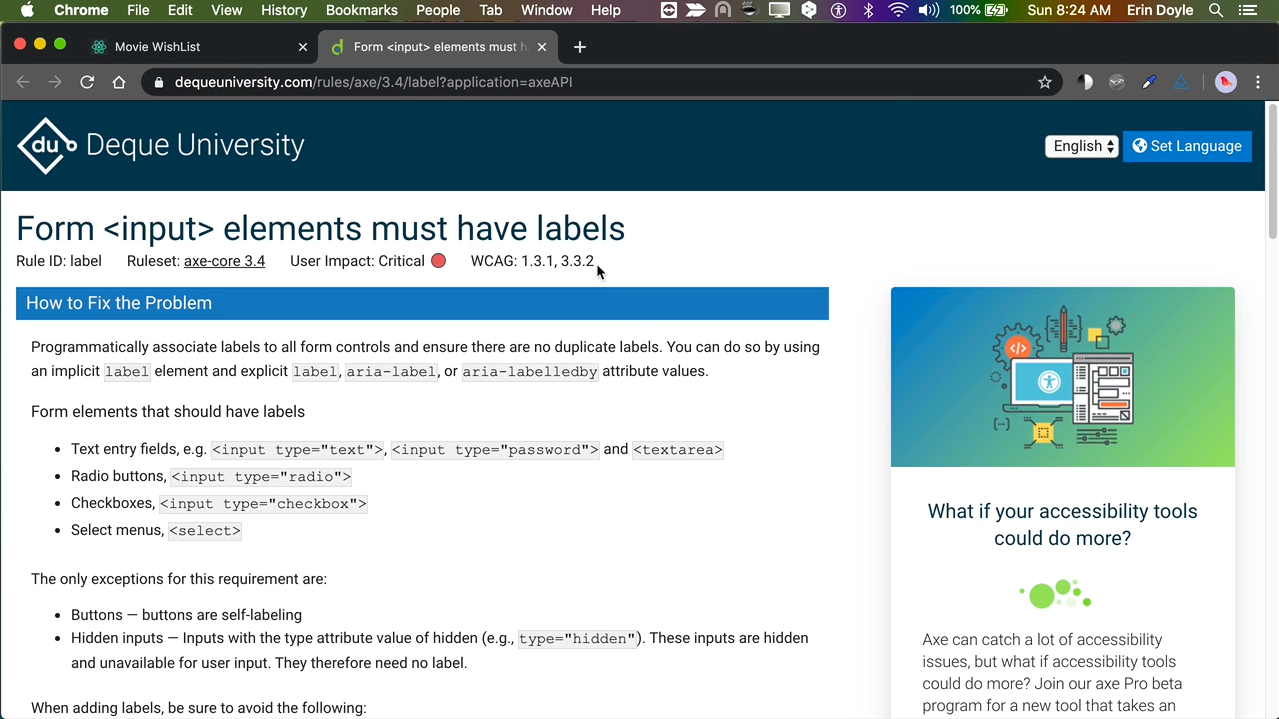 Chrome File Edit View History Bookmarks People Tab Window Help 100% Sun 8:24 AM Erin Doyle
Movie WishList Form <input> elements must h
dequeuniversity.com/rules/axe/3.4/label?application=axeAPI
du Deque University English Set Language
Form <input> elements must have labels
Rule ID: label Ruleset: axe-core 3.4 User Impact: Critical WCAG: 1.3.1, 3.3.2
How to Fix the Problem
Programmatically associate labels to all form controls and ensure there are no duplicate labels. You can do so by using
an implicit label element and explicit label, aria-label, or aria-labelledby attribute values.
Form elements that should have labels
• Text entry fields, e.g. <input type="text">, <input type="password"> and <textarea>
• Radio buttons, <input type="radio">
• Checkboxes, <input type="checkbox">
• Select menus, <select>
The only exceptions for this requirement are:
• Buttons — buttons are self-labeling
• Hidden inputs — Inputs with the type attribute value of hidden (e.g., type="hidden"). These inputs are hidden
and unavailable for user input. They therefore need no label.
When adding labels, be sure to avoid the following:
What if your accessibility tools
could do more?
Axe can catch a lot of accessibility
issues, but what if accessibility tools
could do more? Join our axe Pro beta
program for a new tool that takes an